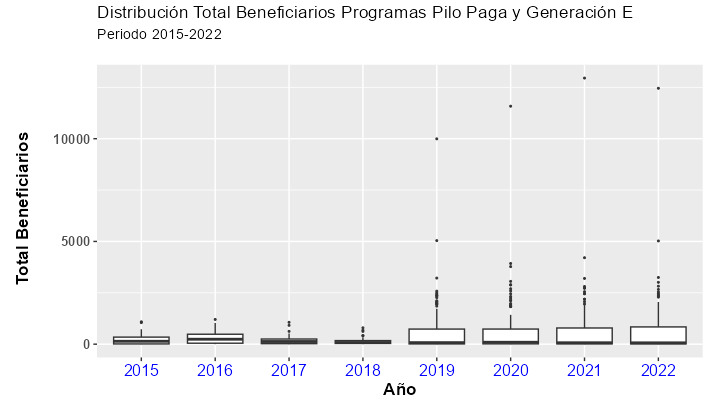 Distribución Total Beneficiarios Programas Pilo Paga y Generación E
Periodo 2015-2022
Total Beneficiarios
10000
5000
0
2015 2016 2017 2018 2019 2020 2021 2022
Año